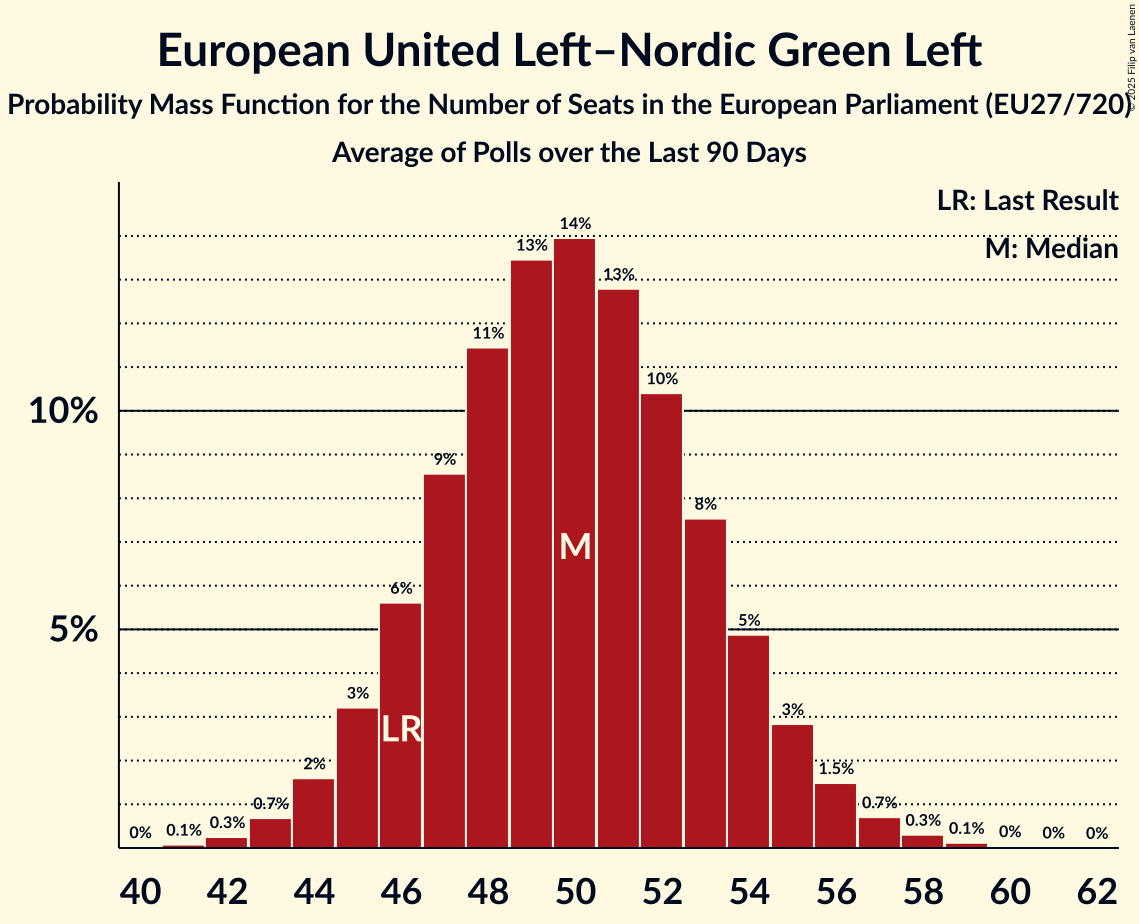 European United Left–Nordic Green Left
Probability Mass Function for the Number of Seats in the European Parliament (EU27/720)
Average of Polls over the Last 90 Days
© 2025 Filip van Laenen
LR: Last Result
M: Median
10%
5%
0%
0.1%
0.3%
0.7%
2%
3%
6%
9%
11%
13%
14%
13%
10%
8%
5%
3%
1.5%
0.7%
0.3%
0.1%
0%
0%
0%
LR
M
40 42 44 46 48 50 52 54 56 58 60 62